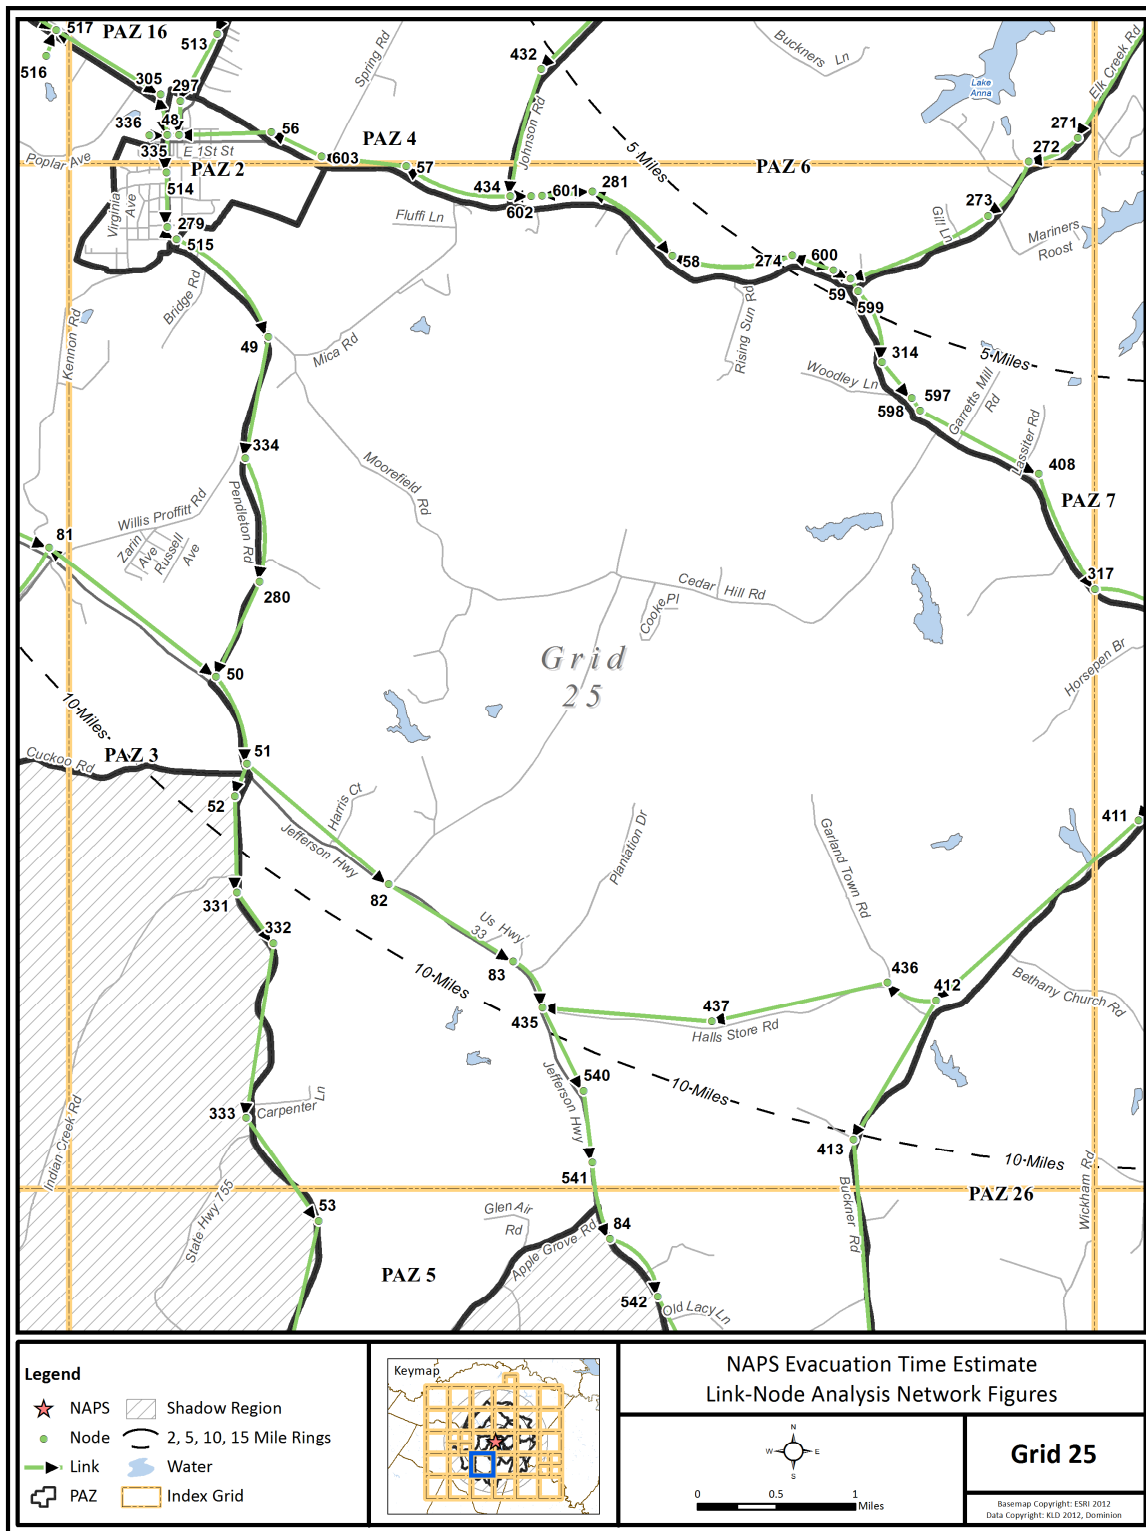 517
PAZ 16
513
516
305
297
336
48
335
E 1St St
56
Poplar Ave
PAZ 2
514
Virginia
Ave
279
515
603
PAZ 4
57
Spring Rd
432
Johnson Rd
434
602
601
281
Fluffi Ln
5 Miles
PAZ 6
Buckners Ln
Lake
Anna
Elk Creek Rd
271
272
273
Gill Ln
Mariners
Roost
58
274
600
59
599
Rising Sun Rd
314
5 Miles
Woodley Ln
597
598
Garretts Mill
Rd
Lassiter Rd
408
PAZ 7
317
Kennon Rd
Bridge Rd
49
Mica Rd
334
Pendleton Rd
Moorefield Rd
Willis Proffitt Rd
Zarin
Ave
Russell
Ave
81
280
50
Cedar Hill Rd
Cooke Pl
Grid
25
Horsepen Br
10 Miles
Cuckoo Rd
PAZ 3
51
52
Harris Ct
Jefferson Hwy
82
Plantation Dr
Garland Town Rd
411
331
332
Us Hwy
33
83
10 Miles
435
437
436
412
Halls Store Rd
Bethany Church Rd
540
Jefferson Hwy
10 Miles
333
Carpenter Ln
Indian Creek Rd
413
10 Miles
541
PAZ 26
Wickham Rd
Buckner Rd
State Hwy 755
53
Glen Air
Rd
84
Apple Grove Rd
PAZ 5
542
Old Lacy Ln
Legend
NAPS
Shadow Region
Node
2, 5, 10, 15 Mile Rings
Link
Water
PAZ
Index Grid
Keymap
NAPS Evacuation Time Estimate
Link-Node Analysis Network Figures
N
W
E
S
0
0.5
1
Miles
Grid 25
Basemap Copyright: ESRI 2012
Data Copyright: KLD 2012, Dominion